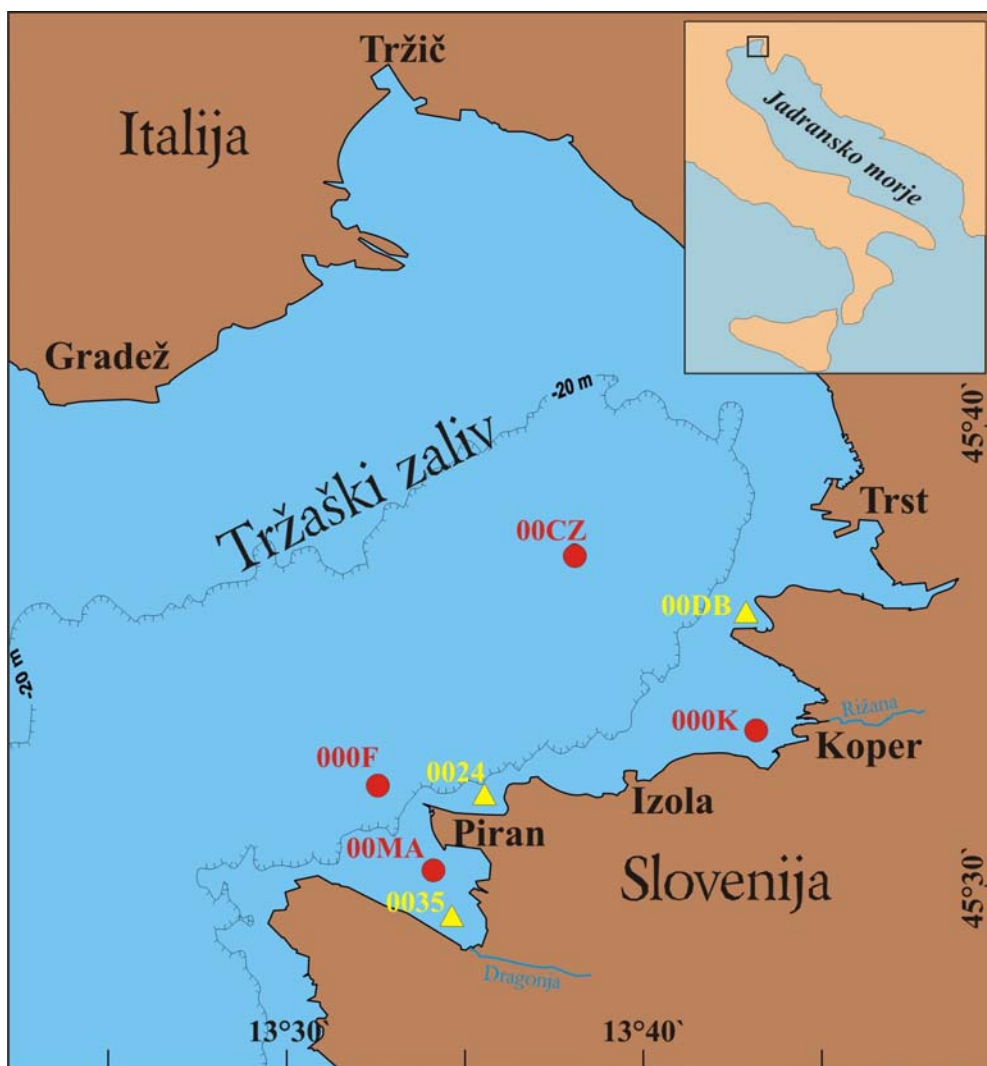 Tržič
Italija
Jadransko morje
Gradež
-20 m
45°40`
Tržaški zaliv
Trst
00CZ
00DB
-20 m
Rižana
000K
Koper
000F
0024
Izola
Piran
00MA
Slovenija
45°30`
0035
Dragonja
13°30`
13°40`